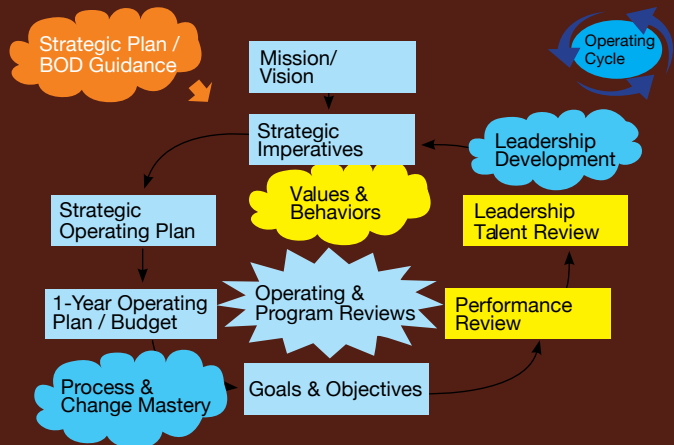 Strategic Plan /
BOD Guidance
Mission/
Vision
Operating
Cycle
Strategic
Imperatives
Leadership
Development
Values &
Behaviors
Strategic
Operating Plan
Leadership
Talent Review
1-Year Operating
Plan / Budget
Operating &
Program Reviews
Performance
Review
Process &
Change Mastery
Goals & Objectives